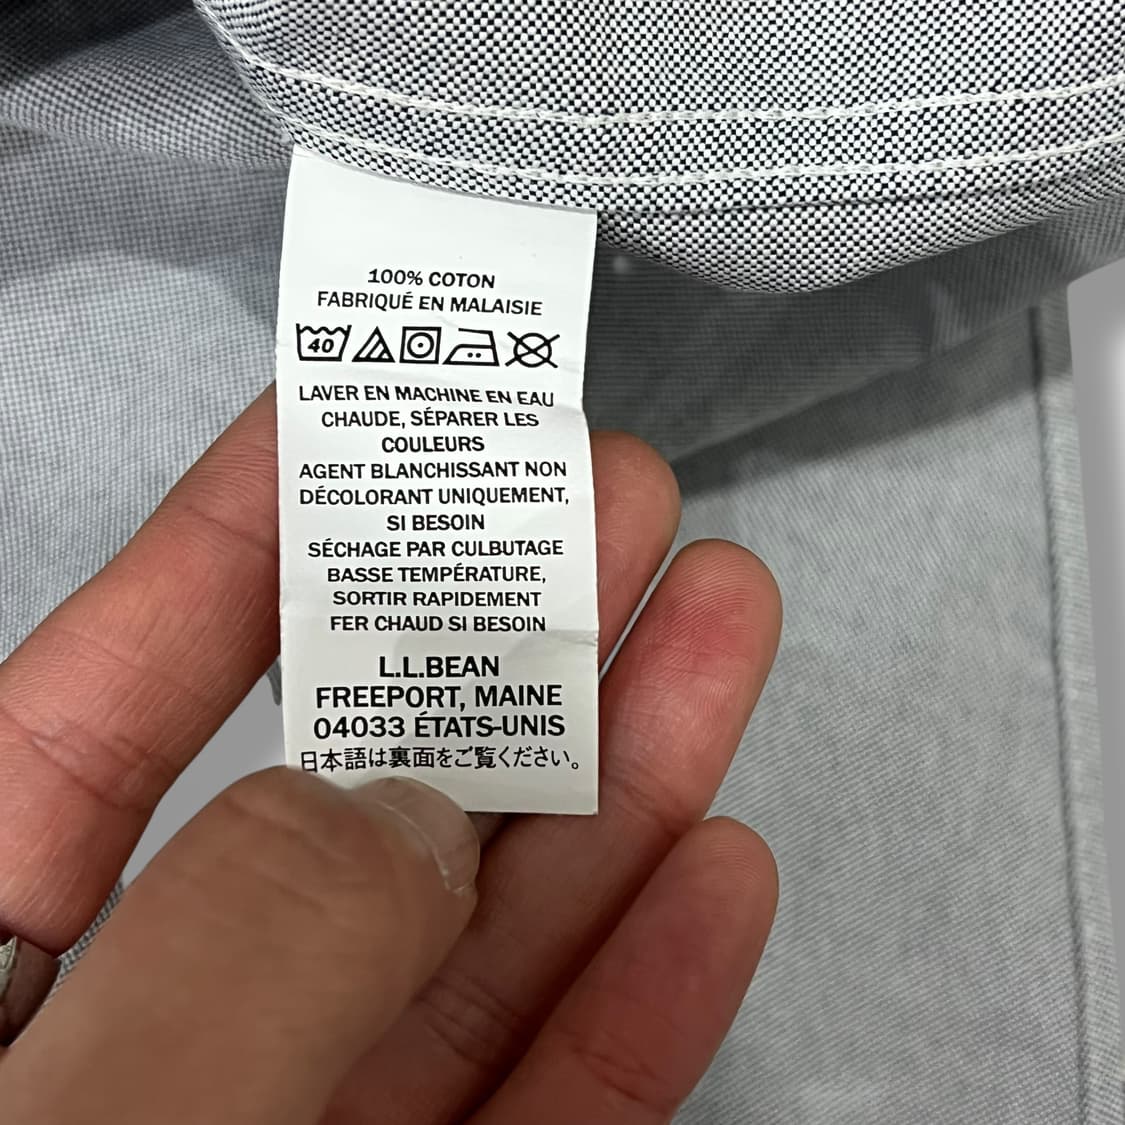 100% COTON
FABRIQUÉ EN MALAISIE
40
LAVER EN MACHINE EN EAU
CHAUDE, SÉPARER LES
COULEURS
AGENT BLANCHISSANT NON
DÉCOLORANT UNIQUEMENT,
SI BESOIN
SÉCHAGE PAR CULBUTAGE
BASSE TEMPÉRATURE,
SORTIR RAPIDEMENT
FER CHAUD SI BESOIN
L.L.BEAN
FREEPORT, MAINE
04033 ÉTATS-UNIS
日本語は裏面をご覧ください。